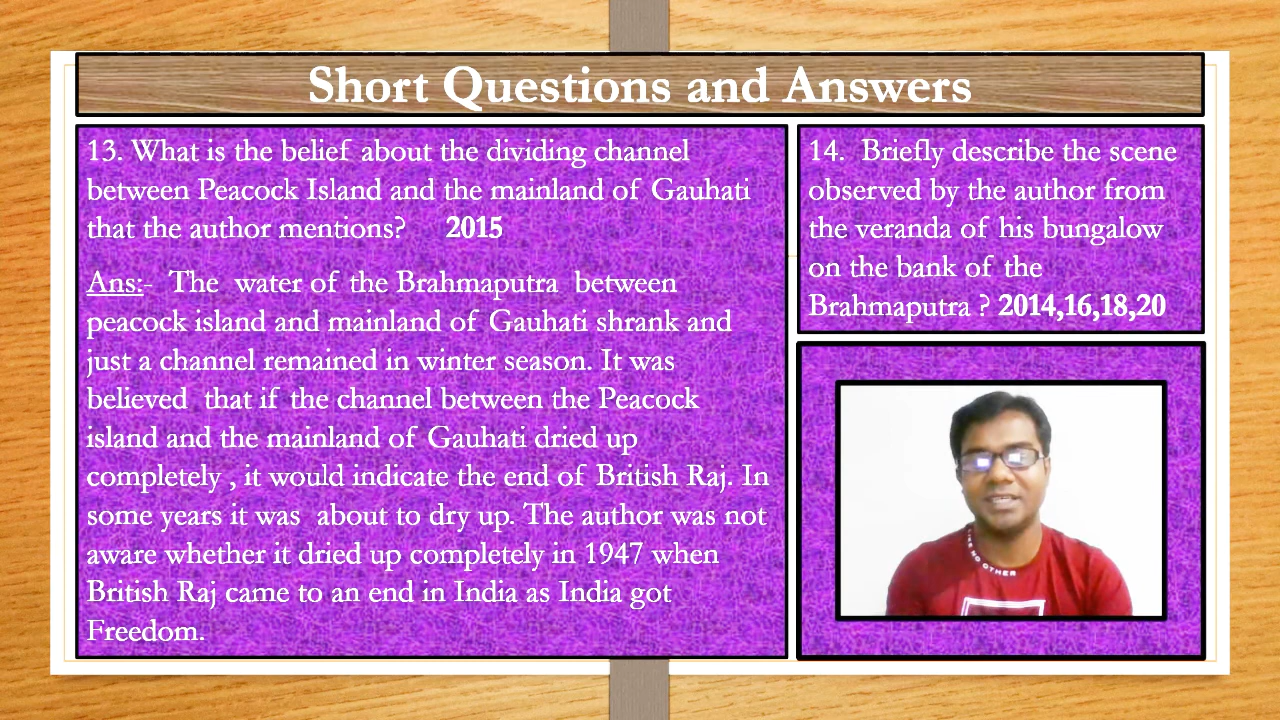 Short Questions and Answers
13. What is the belief about the dividing channel
between Peacock Island and the mainland of Gauhati
that the author mentions? 2015
Ans:- The water of the Brahmaputra between
peacock island and mainland of Gauhati shrank and
just a channel remained in winter season. It was
believed that if the channel between the Peacock
island and the mainland of Gauhati dried up
completely , it would indicate the end of British Raj. In
some years it was about to dry up. The author was not
aware whether it dried up completely in 1947 when
British Raj came to an end in India as India got
Freedom.
14. Briefly describe the scene
observed by the author from
the veranda of his bungalow
on the bank of the
Brahmaputra ? 2014,16,18,20
NO OTHER